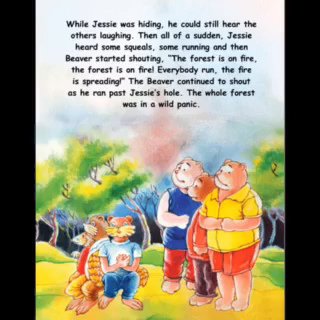 While Jessie was hiding, he could still hear the
others laughing. Then all of a sudden, Jessie
heard some squeals, some running and then
Beaver started shouting, "The forest is on fire,
the forest is on fire! Everybody run, the fire
is spreading!" The Beaver continued to shout
as he ran past Jessie's hole. The whole forest
was in a wild panic.